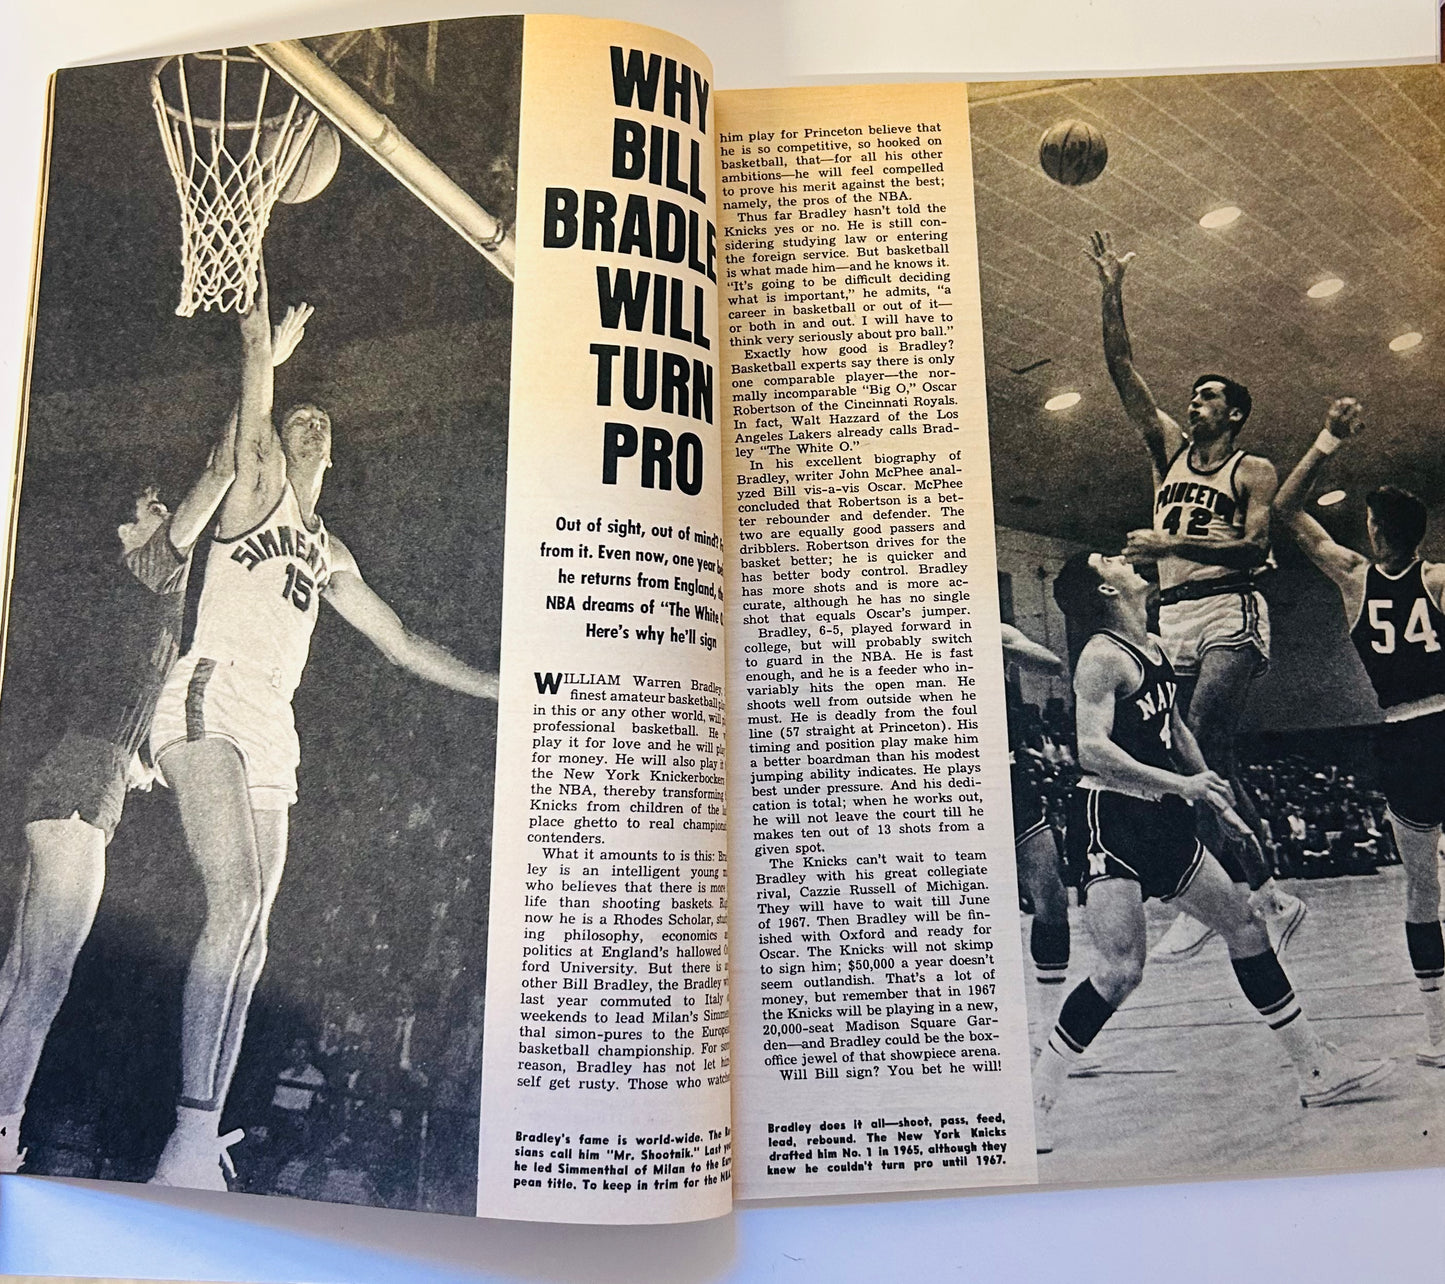 WHY
BILL
BRADLE
WILL
TURN
PRO
Out of sight, out of mind?
from it. Even now, one year
he returns from England,
NBA dreams of "The White
Here's why he'll sign
WILLIAM Warren Bradley,
finest amateur basketball
in this or any other world, will
professional basketball. He
play it for love and he will
for money. He will also play it
the New York Knickerbocker
the NBA, thereby transforming
Knicks from children of the
place ghetto to real champion
contenders.
What it amounts to is this:
ley is an intelligent young
who believes that there is more
life than shooting baskets.
now he is a Rhodes Scholar,
ing philosophy, economics
politics at England's hallowed
ford University. But there is
other Bill Bradley, the Bradley
last year commuted to Italy
weekends to lead Milan's Simmen
thal simon-pures to the Europe
basketball championship. For
reason, Bradley has not let
self get rusty. Those who watch
Bradley's fame is world-wide. The
sians call him "Mr. Shootnik." Last
he led Simmenthal of Milan to the
pean title. To keep in trim for the
him play for Princeton believe that
he is so competitive, so hooked on
basketball, that—for all his other
ambitions—he will feel compelled
to prove his merit against the best;
namely, the pros of the NBA.
Thus far Bradley hasn't told the
Knicks yes or no. He is still con-
sidering studying law or entering
the foreign service. But basketball
is what made him—and he knows it.
"It's going to be difficult deciding
what is important," he admits, "a
career in basketball or out of it—
or both in and out. I will have to
think very seriously about pro ball."
Exactly how good is Bradley?
Basketball experts say there is only
one comparable player—the nor-
mally incomparable "Big O," Oscar
Robertson of the Cincinnati Royals.
In fact, Walt Hazzard of the Los
Angeles Lakers already calls Brad-
ley "The White O."
In his excellent biography of
Bradley, writer John McPhee anal-
yzed Bill vis-a-vis Oscar. McPhee
concluded that Robertson is a bet-
ter rebounder and defender. The
two are equally good passers and
dribblers. Robertson drives for the
basket better; he is quicker and
has better body control. Bradley
has more shots and is more ac-
curate, although he has no single
shot that equals Oscar's jumper.
Bradley, 6-5, played forward in
college, but will probably switch
to guard in the NBA. He is fast
enough, and he is a feeder who in-
variably hits the open man. He
shoots well from outside when he
must. He is deadly from the foul
line (57 straight at Princeton). His
timing and position play make him
a better boardman than his modest
jumping ability indicates. He plays
best under pressure. And his dedi-
cation is total; when he works out,
he will not leave the court till he
makes ten out of 13 shots from a
given spot.
The Knicks can't wait to team
Bradley with his great collegiate
rival, Cazzie Russell of Michigan.
They will have to wait till June
of 1967. Then Bradley will be fin-
ished with Oxford and ready for
Oscar. The Knicks will not skimp
to sign him; $50,000 a year doesn't
seem outlandish. That's a lot of
money, but remember that in 1967
the Knicks will be playing in a new,
20,000-seat Madison Square Gar-
den—and Bradley could be the box-
office jewel of that showpiece arena.
Will Bill sign? You bet he will!
Bradley does it all—shoot, pass, feed,
lead, rebound. The New York Knicks
drafted him No. 1 in 1965, although they
knew he couldn't turn pro until 1967.
SIMMENT
15
PRINCETON
42
NAV
4
54
N
4